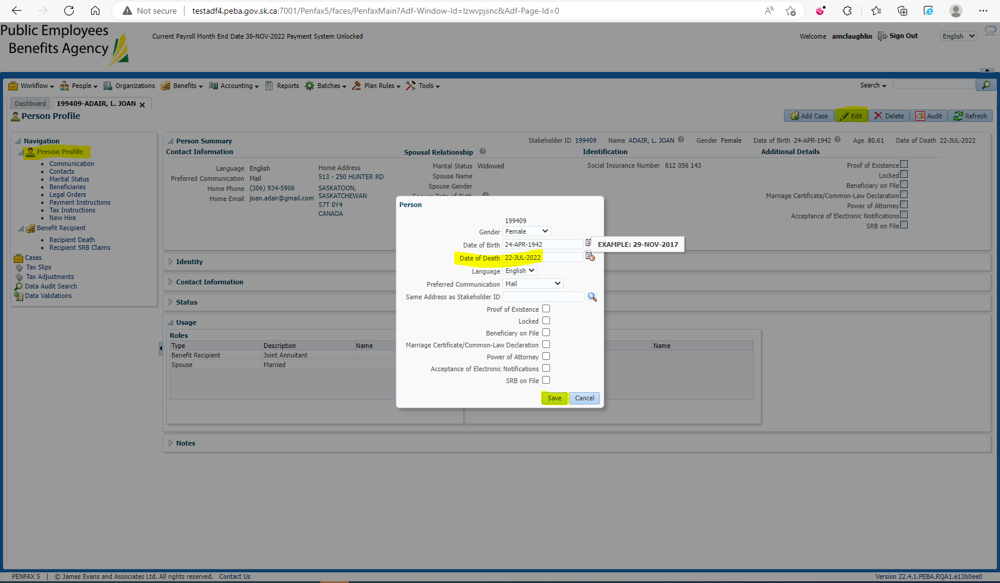 Not secure
testadf4.peba.gov.sk.ca:7001/Penfax5/faces/PenfaxMain?Adf-Window-Id=lzwvpjsnc&Adf-Page-Id=0
Public Employees
Benefits Agency
Current Payroll Month End Date 30-NOV-2022 Payment System Unlocked
Welcome amclaughlin Sign Out English
Workflow People Organizations Benefits Accounting Reports Batches Plan Rules Tools Search
Dashboard 199409-ADAIR, L. JOAN
Person Profile
Add Case Edit Delete Audit Refresh
Navigation
Person Profile
Communication
Contacts
Marital Status
Beneficiaries
Legal Orders
Payment Instructions
Tax Instructions
New Hire
Benefit Recipient
Recipient Death
Recipient SRB Claims
Cases
Tax Slips
Tax Adjustments
Data Audit Search
Data Validations
Person Summary
Stakeholder ID 199409 Name ADAIR, L. JOAN Gender Female Date of Birth 24-APR-1942 Age 80.61 Date of Death 22-JUL-2022
Contact Information
Language English
Preferred Communication Mail
Home Phone (306) 934-5906
Home Email joan.adair@gmail.com
Home Address
513 - 250 HUNTER RD
SASKATOON,
SASKATCHEWAN
S7T 0Y4
CANADA
Spousal Relationship
Marital Status Widowed
Spouse Name
Spouse Gender
Spouse Date of Birth
Identification
Social Insurance Number 612 056 143
Additional Details
Proof of Existence
Locked
Beneficiary on File
Marriage Certificate/Common-Law Declaration
Power of Attorney
Acceptance of Electronic Notifications
SRB on File
Identity
Contact Information
Status
Usage
Roles
Type Description Name
Benefit Recipient Joint Annuitant
Spouse Married
Name
Notes
Person
199409
Gender Female
Date of Birth 24-APR-1942
EXAMPLE: 29-NOV-2017
Date of Death 22-JUL-2022
Language English
Preferred Communication Mail
Same Address as Stakeholder ID
Proof of Existence
Locked
Beneficiary on File
Marriage Certificate/Common-Law Declaration
Power of Attorney
Acceptance of Electronic Notifications
SRB on File
Save Cancel
PENFAX 5 | © James Evans and Associates Ltd. All rights reserved. Contact Us
Version 22.4.1.PEBA.RQA1.e13b0ee0